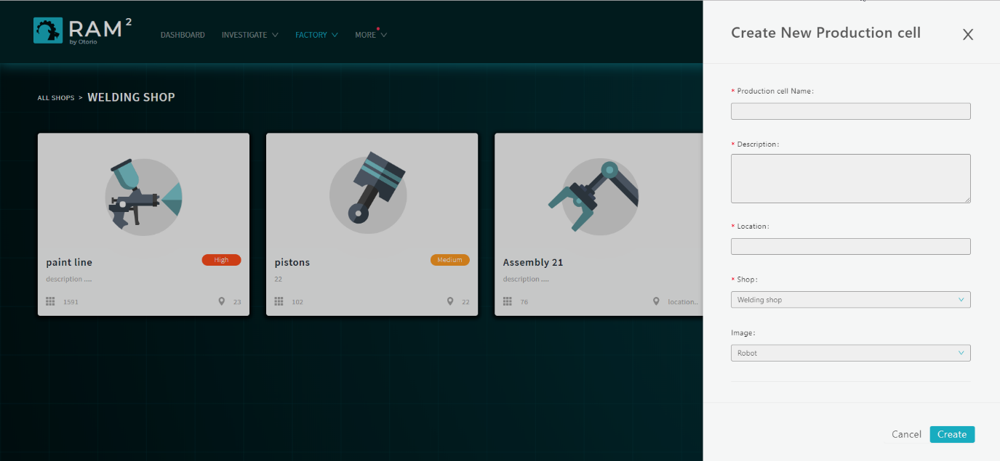 RAM 2
by Otorio
DASHBOARD INVESTIGATE FACTORY MORE
ALL SHOPS > WELDING SHOP
paint line High
description ....
1591 23
pistons Medium
22
102 22
Assembly 21
description ....
76 location..
Create New Production cell
* Production cell Name:
* Description:
* Location:
* Shop:
Welding shop
Image:
Robot
Cancel Create